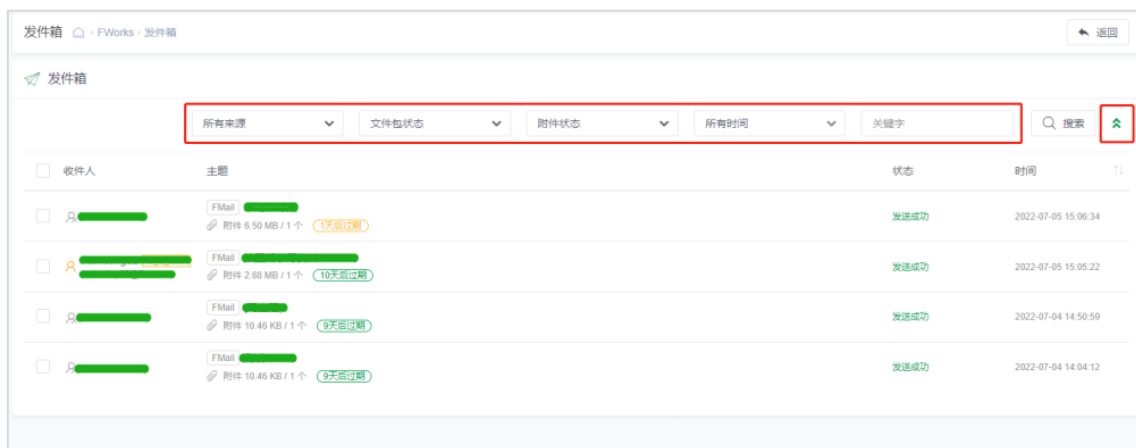 发件箱 - FWorks - 发件箱 返回
发件箱
所有来源 文件包状态 附件状态 所有时间 关键字 搜索
收件人 主题 状态 时间
FMail
附件 6.50 MB / 1 个 1天后过期 发送成功 2022-07-05 15:06:34
FMail
附件 2.68 MB / 1 个 10天后过期 发送成功 2022-07-05 15:05:22
FMail
附件 10.46 KB / 1 个 9天后过期 发送成功 2022-07-04 14:50:59
FMail
附件 10.46 KB / 1 个 9天后过期 发送成功 2022-07-04 14:04:12